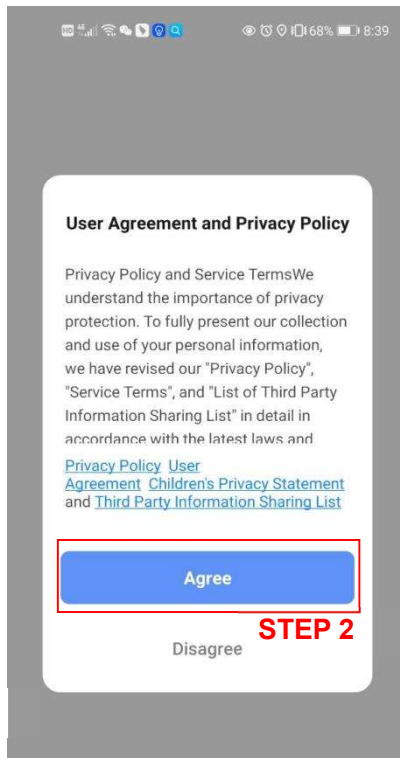 HD 68% 8:39
User Agreement and Privacy Policy
Privacy Policy and Service TermsWe
understand the importance of privacy
protection. To fully present our collection
and use of your personal information,
we have revised our "Privacy Policy",
"Service Terms", and "List of Third Party
Information Sharing List" in detail in
accordance with the latest laws and
Privacy Policy User
Agreement Children's Privacy Statement
and Third Party Information Sharing List
Agree
STEP 2
Disagree